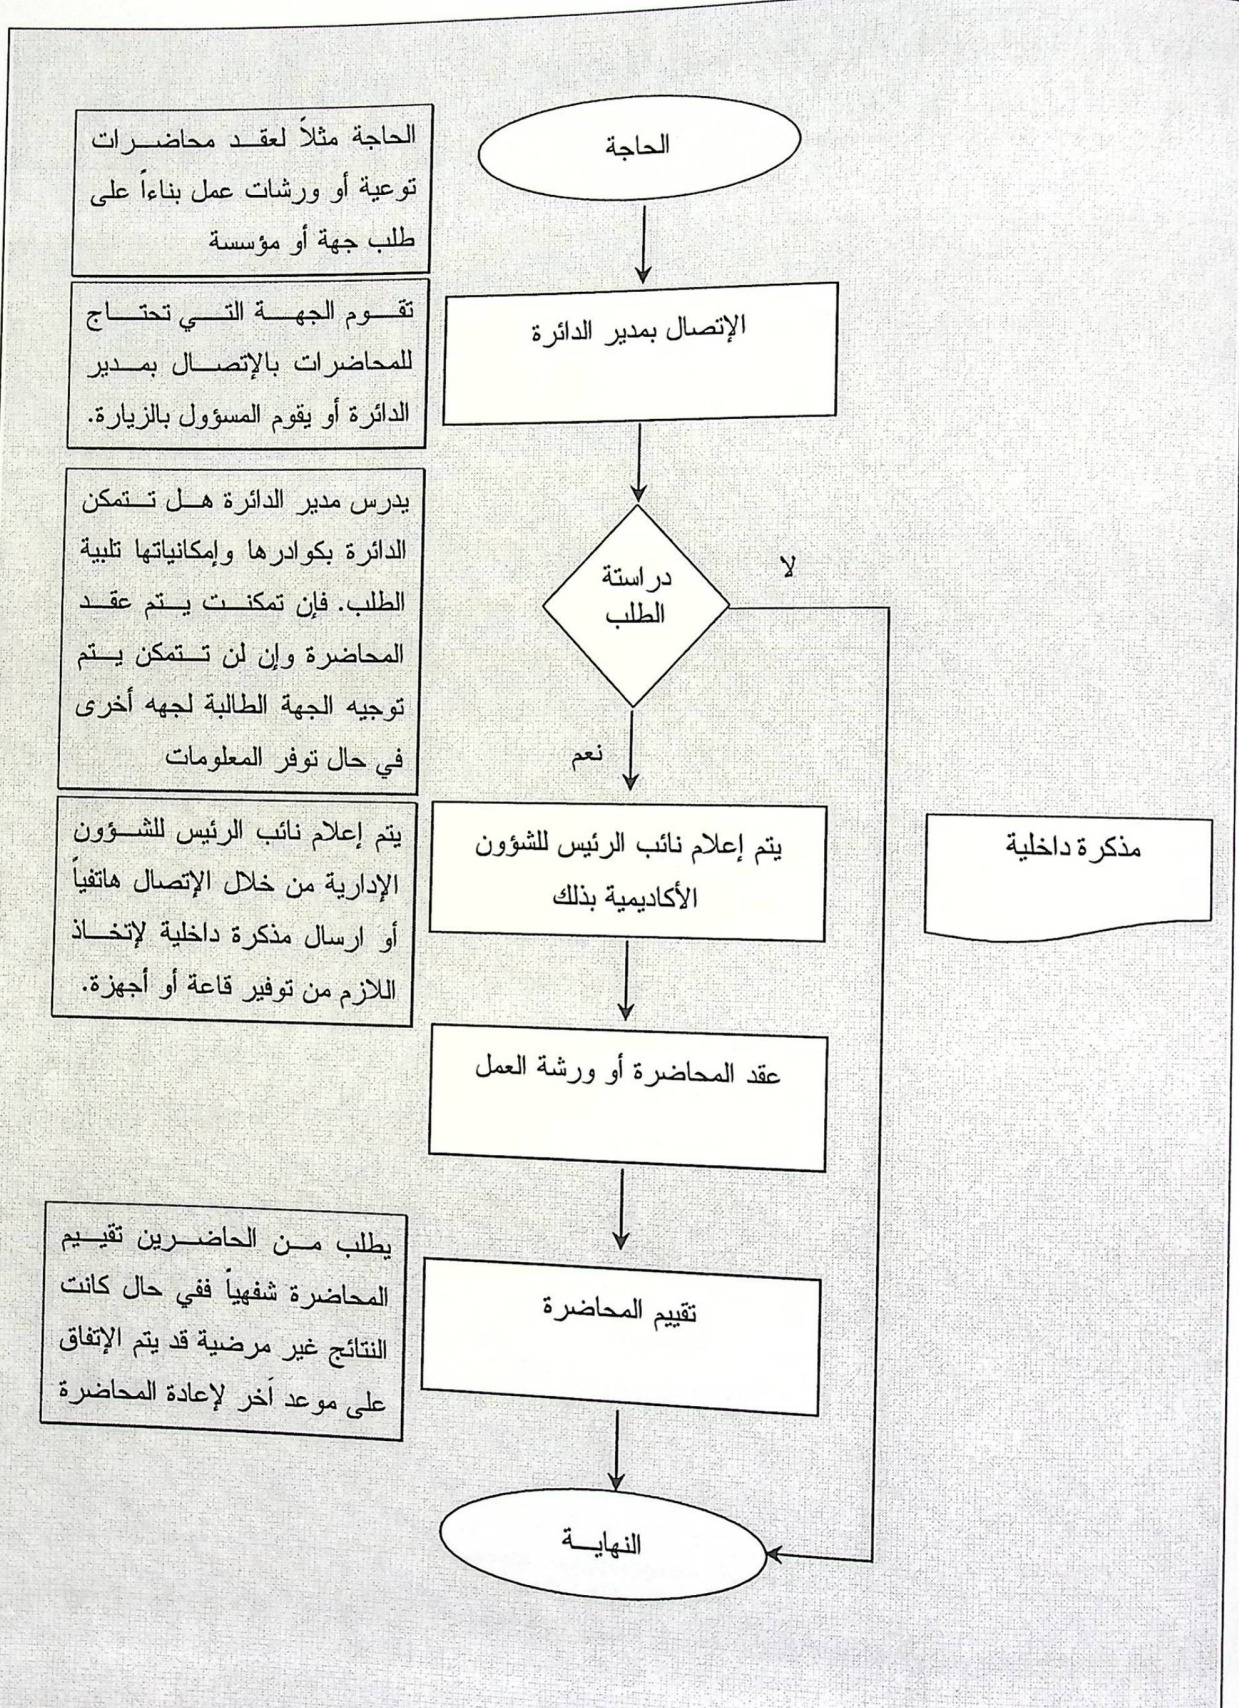 الحاجة
الحاجة مثلاً لعقد محاضرات
توعية أو ورشات عمل بناءاً على
طلب جهة أو مؤسسة
الإتصال بمدير الدائرة
تقوم الجهة التي تحتاج
للمحاضرات بالإتصال بمدير
الدائرة أو يقوم المسؤول بالزيارة.
دراستة
الطلب
لا
نعم
يدرس مدير الدائرة هل تتمكن
الدائرة بكوادرها وإمكانياتها تلبية
الطلب. فإن تمكنت يتم عقد
المحاضرة وإن لن تتمكن يتم
توجيه الجهة الطالبة لجهه أخرى
في حال توفر المعلومات
مذكرة داخلية
يتم إعلام نائب الرئيس للشؤون
الأكاديمية بذلك
يتم إعلام نائب الرئيس للشؤون
الإدارية من خلال الإتصال هاتفياً
أو ارسال مذكرة داخلية لإتخاذ
اللازم من توفير قاعة أو أجهزة.
عقد المحاضرة أو ورشة العمل
تقييم المحاضرة
يطلب من الحاضرين تقييم
المحاضرة شفهياً ففي حال كانت
النتائج غير مرضية قد يتم الإتفاق
على موعد آخر لإعادة المحاضرة
النهاية